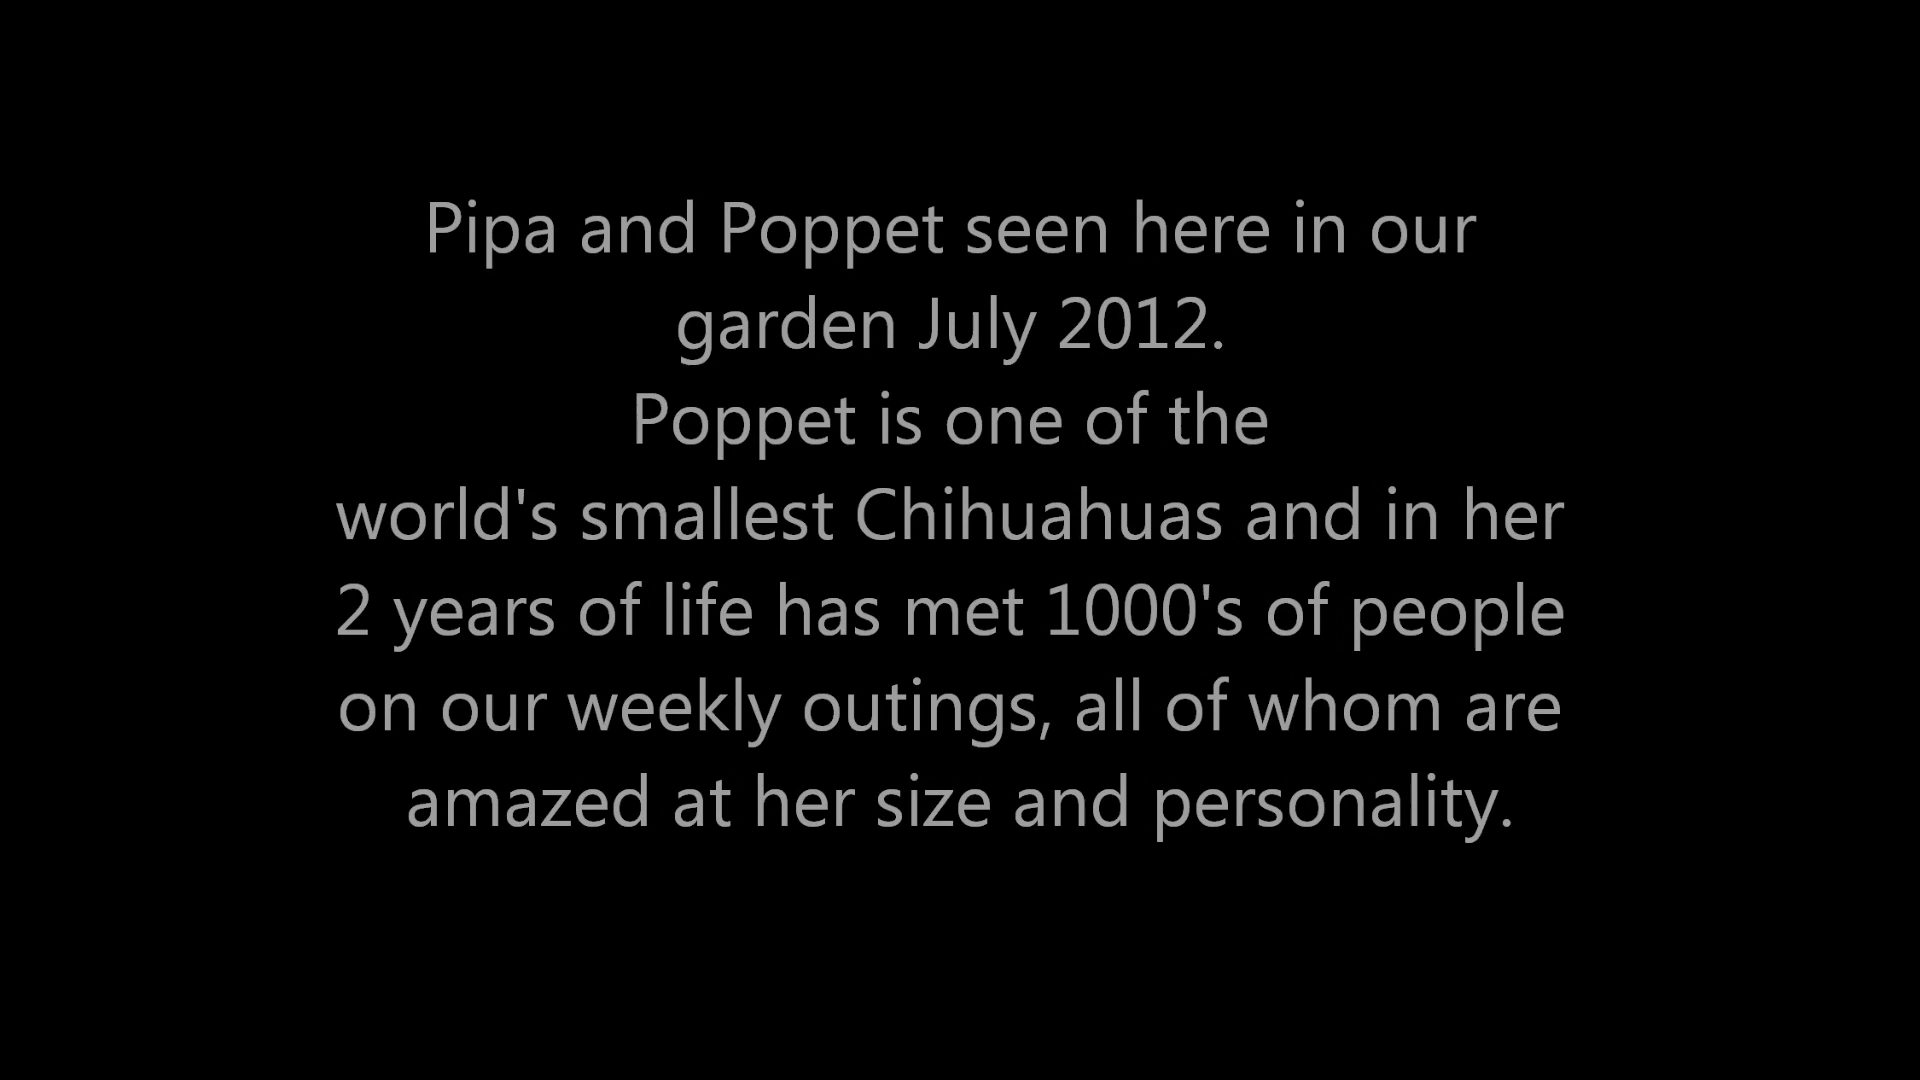 Pipa and Poppet seen here in our
garden July 2012.
Poppet is one of the
world's smallest Chihuahuas and in her
2 years of life has met 1000's of people
on our weekly outings, all of whom are
amazed at her size and personality.